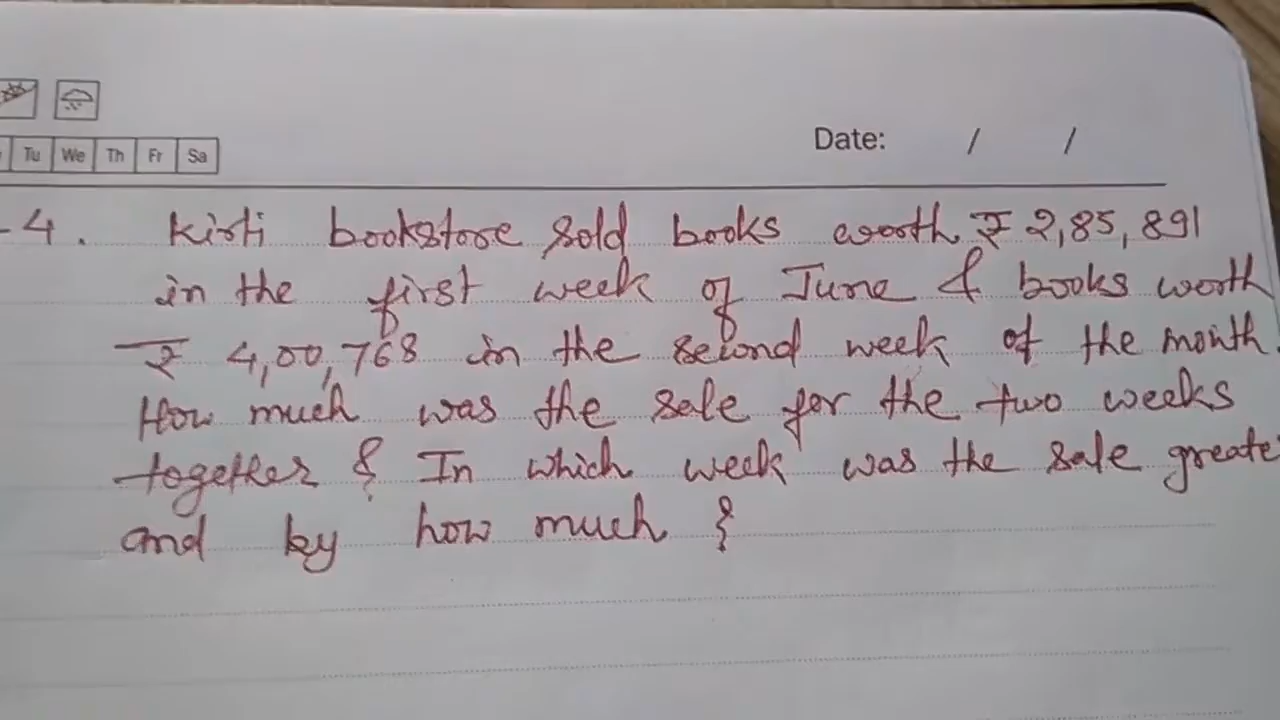 Tu We Th Fr Sa
Date: / /
-4. Kirti bookstore sold books worth ₹ 2,85,891
in the first week of June & books worth
₹ 4,00,768 in the second week of the month.
How much was the sale for the two weeks
together ? In which week was the sale greate
and by how much ?